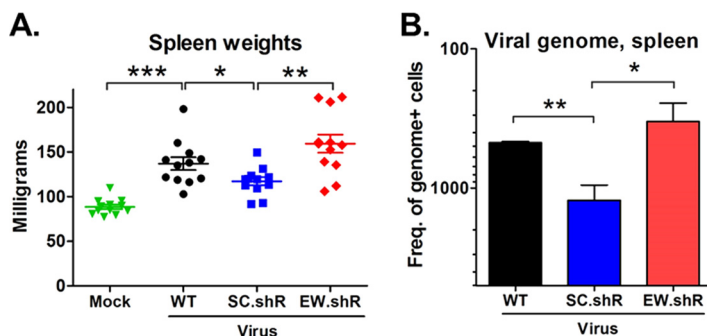 A.
Spleen weights
*** * **
Milligrams
200
150
100
50
0
Mock WT SC.shR EW.shR
Virus
B.
Viral genome, spleen
** *
Freq. of genome+ cells
100
1000
WT SC.shR EW.shR
Virus